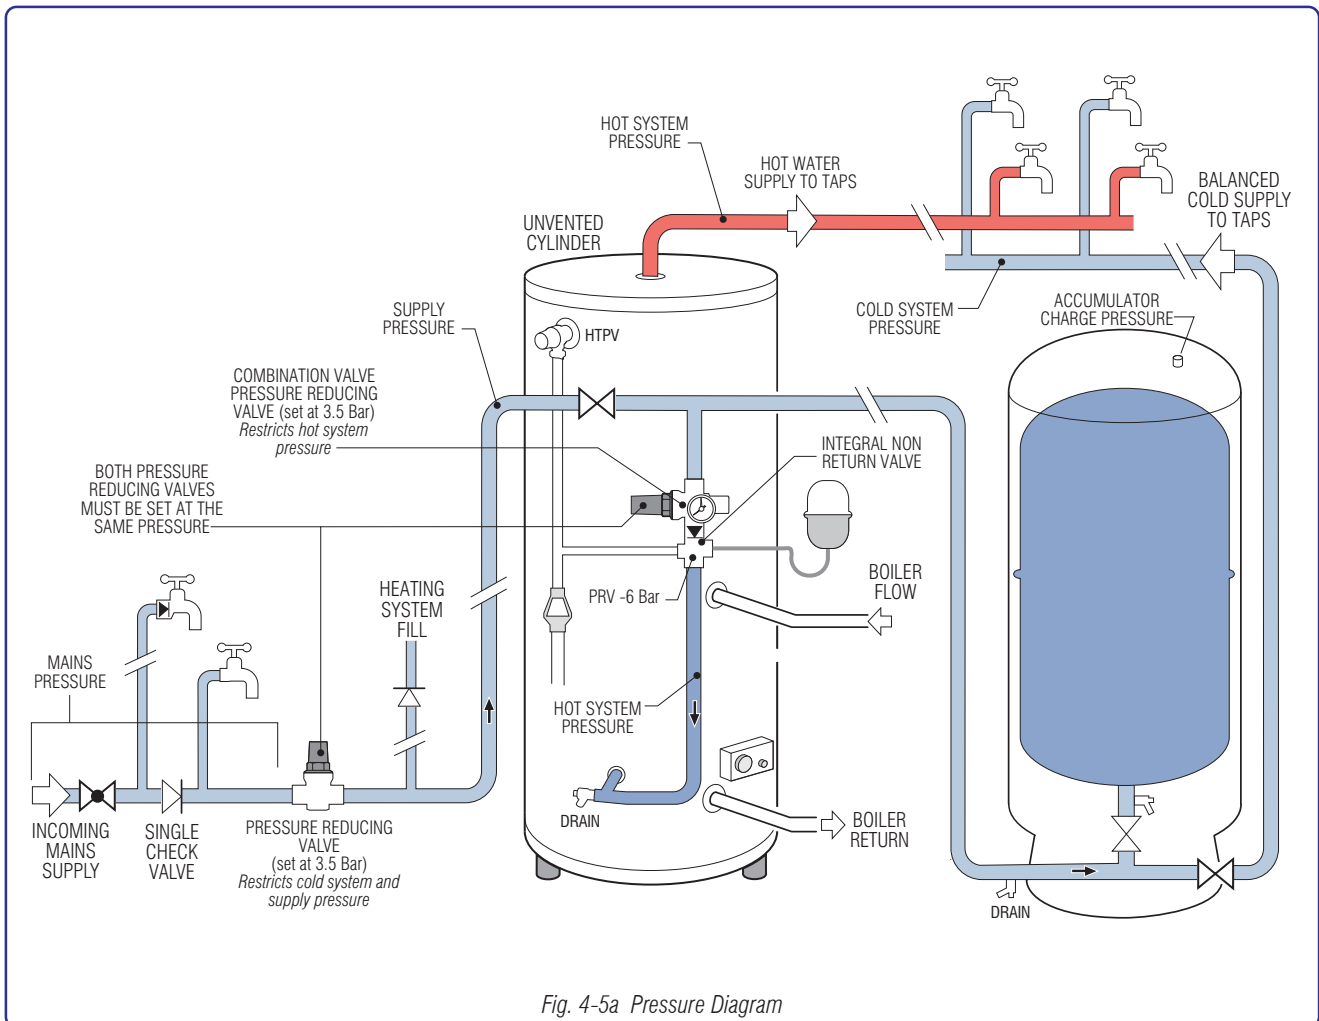 HOT SYSTEM
PRESSURE
HOT WATER
SUPPLY TO TAPS
BALANCED
COLD SUPPLY
TO TAPS
UNVENTED
CYLINDER
SUPPLY
PRESSURE
HTPV
COLD SYSTEM
PRESSURE
ACCUMULATOR
CHARGE PRESSURE
COMBINATION VALVE
PRESSURE REDUCING
VALVE (set at 3.5 Bar)
Restricts hot system
pressure
INTEGRAL NON
RETURN VALVE
BOTH PRESSURE
REDUCING VALVES
MUST BE SET AT THE
SAME PRESSURE
PRV -6 Bar
BOILER
FLOW
HEATING
SYSTEM
FILL
MAINS
PRESSURE
HOT SYSTEM
PRESSURE
DRAIN
BOILER
RETURN
INCOMING
MAINS
SUPPLY
SINGLE
CHECK
VALVE
PRESSURE REDUCING
VALVE
(set at 3.5 Bar)
Restricts cold system and
supply pressure
DRAIN
Fig. 4-5a Pressure Diagram